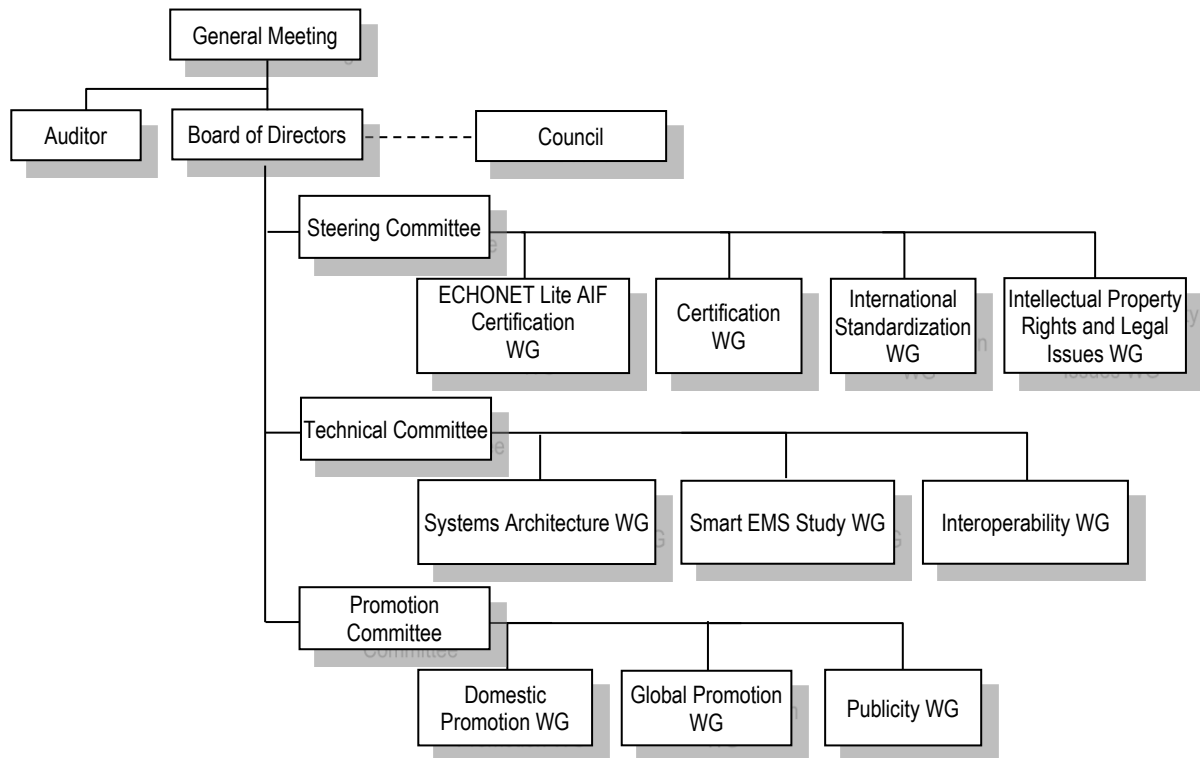 General Meeting
Auditor
Board of Directors
Council
Steering Committee
ECHONET Lite AIF
Certification
WG
Certification
WG
International
Standardization
WG
Intellectual Property
Rights and Legal
Issues WG
Technical Committee
Systems Architecture WG
Smart EMS Study WG
Interoperability WG
Promotion
Committee
Domestic
Promotion WG
Global Promotion
WG
Publicity WG